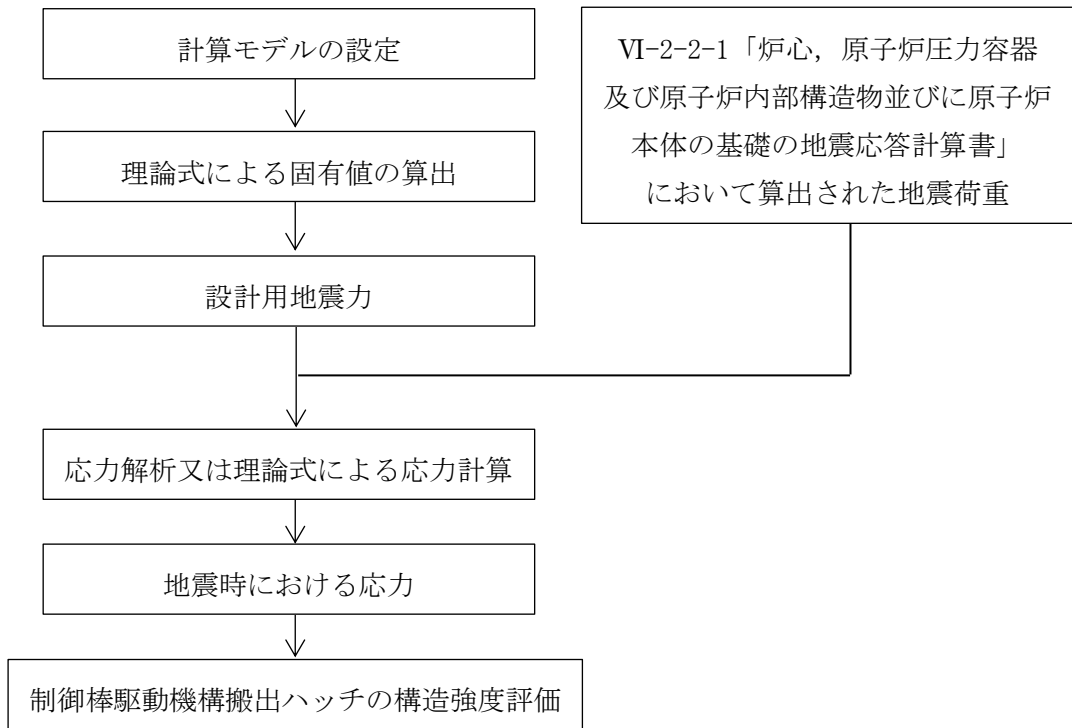 計算モデルの設定
理論式による固有値の算出
設計用地震力
Ⅵ-2-2-1「炉心，原子炉圧力容器
及び原子炉内部構造物並びに原子炉
本体の基礎の地震応答計算書」
において算出された地震荷重
応力解析又は理論式による応力計算
地震時における応力
制御棒駆動機構搬出ハッチの構造強度評価